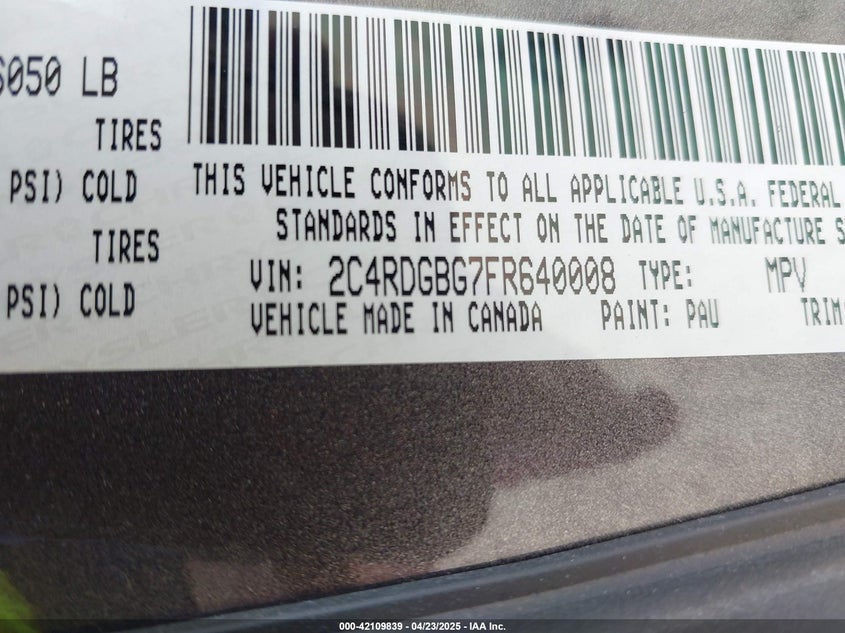 6050 LB
TIRES
PSI) COLD
TIRES
PSI) COLD
THIS VEHICLE CONFORMS TO ALL APPLICABLE U.S.A. FEDERAL
STANDARDS IN EFFECT ON THE DATE OF MANUFACTURE S
VIN: 2C4RDGBG7FR640008 TYPE: MPV
VEHICLE MADE IN CANADA PAINT: PAU TRIM:
000-42109839 - 04/23/2025 - IAA Inc.